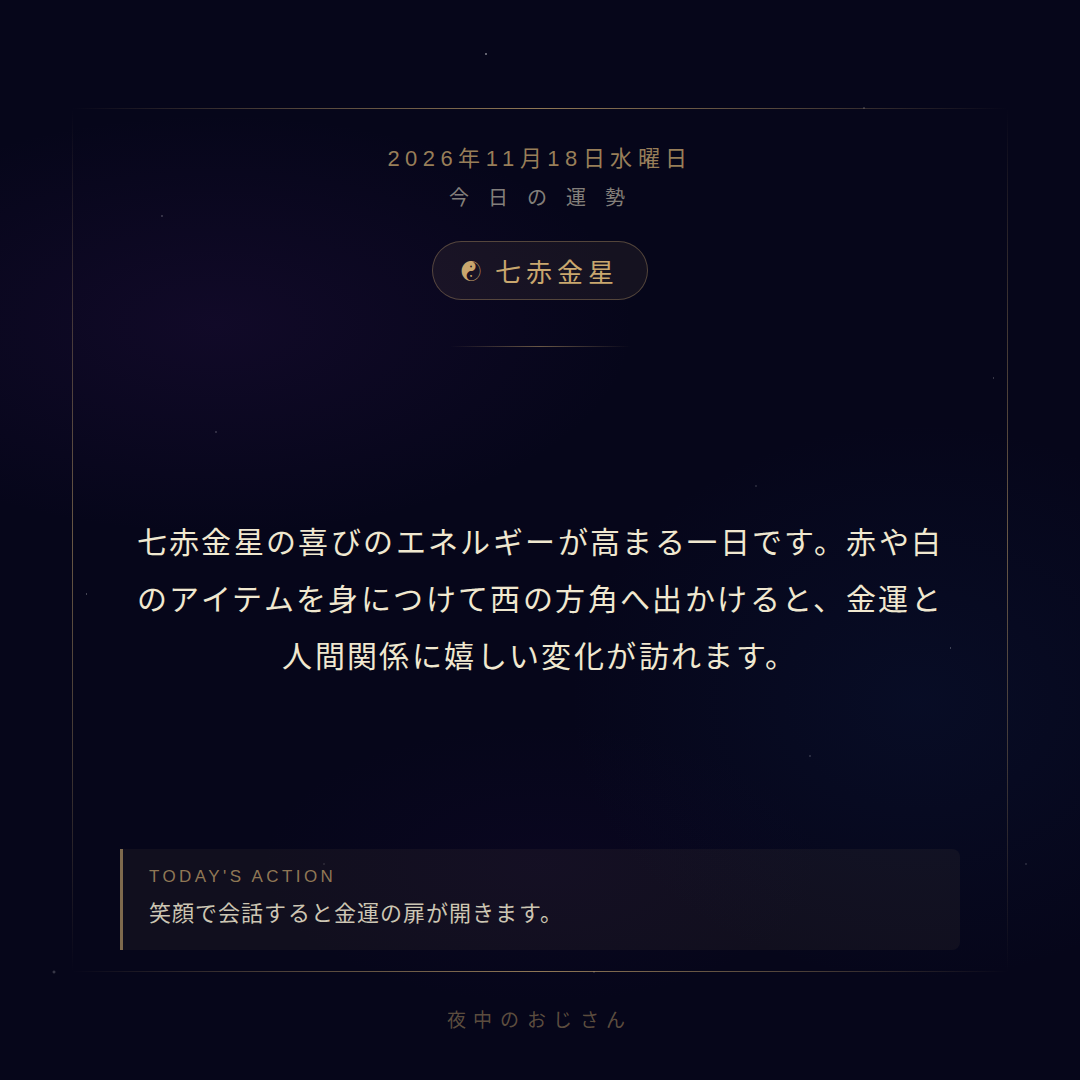 2026年11月18日水曜日
今日の運勢
☯ 七赤金星
七赤金星の喜びのエネルギーが高まる一日です。赤や白
のアイテムを身につけて西の方角へ出かけると、金運と
人間関係に嬉しい変化が訪れます。
TODAY'S ACTION
笑顔で会話すると金運の扉が開きます。
夜中のおじさん